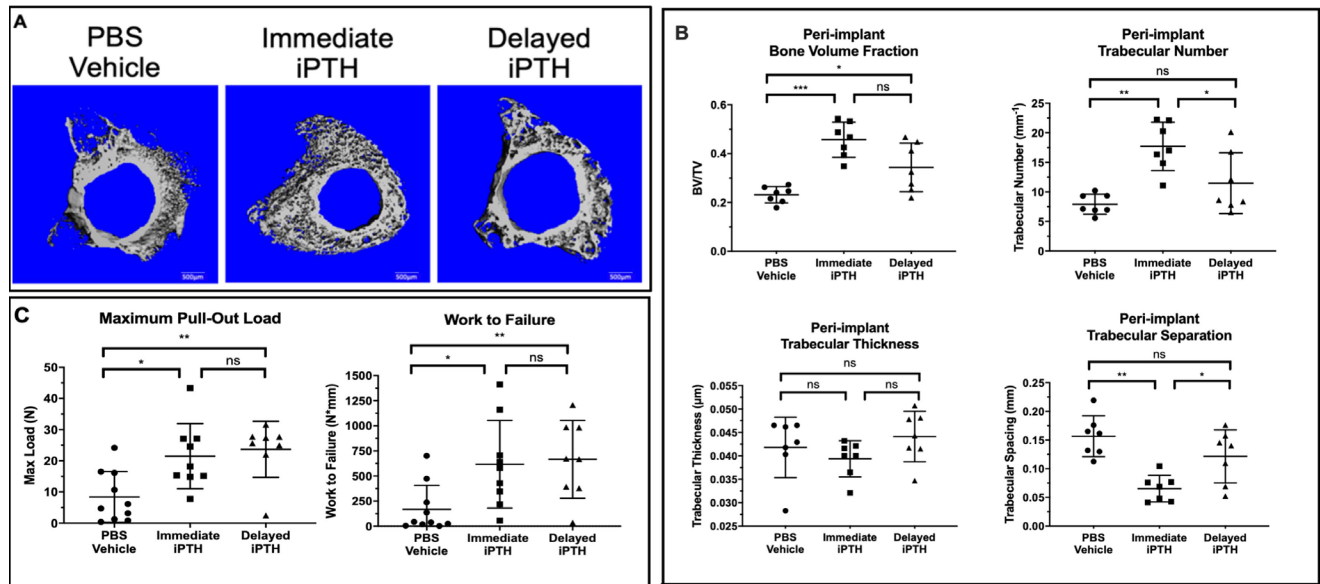 A
PBS
Vehicle
Immediate
iPTH
Delayed
iPTH
500µm
500µm
500µm
B
Peri-implant
Bone Volume Fraction
*
***
ns
BV/TV
0.6
0.4
0.2
0.0
PBS
Vehicle
Immediate
iPTH
Delayed
iPTH
Peri-implant
Trabecular Number
ns
**
*
Trabecular Number (mm-1)
25
20
15
10
5
0
PBS
Vehicle
Immediate
iPTH
Delayed
iPTH
Peri-implant
Trabecular Thickness
ns
ns
ns
Trabecular Thickness (µm)
0.055
0.050
0.045
0.040
0.035
0.030
0.025
PBS
Vehicle
Immediate
iPTH
Delayed
iPTH
Peri-implant
Trabecular Separation
ns
**
*
Trabecular Spacing (mm)
0.25
0.20
0.15
0.10
0.05
0.00
PBS
Vehicle
Immediate
iPTH
Delayed
iPTH
C
Maximum Pull-Out Load
**
*
ns
Max Load (N)
50
40
30
20
10
0
PBS
Vehicle
Immediate
iPTH
Delayed
iPTH
Work to Failure
**
*
ns
Work to Failure (N*mm)
1500
1250
1000
750
500
250
0
PBS
Vehicle
Immediate
iPTH
Delayed
iPTH